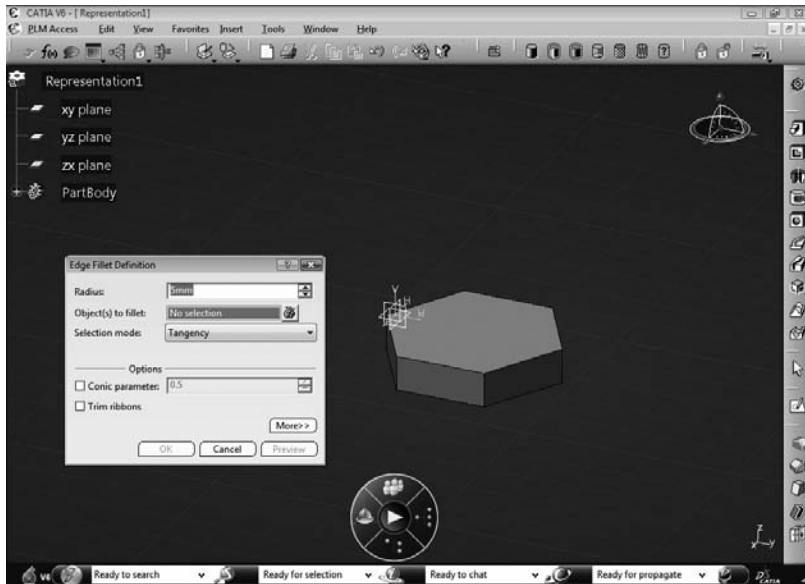 CATIA V6 - [ Representation1]
PLM Access Edit View Favorites Insert Tools Window Help
f(x)
Representation1
xy plane
yz plane
zx plane
PartBody
Edge Fillet Definition
Radius: 5mm
Object(s) to fillet: No selection
Selection mode: Tangency
Options
Conic parameter: 0.5
Trim ribbons
More>>
OK Cancel Preview
Y
H
z
y
V6 Ready to search Ready for selection Ready to chat Ready for propagate CATIA